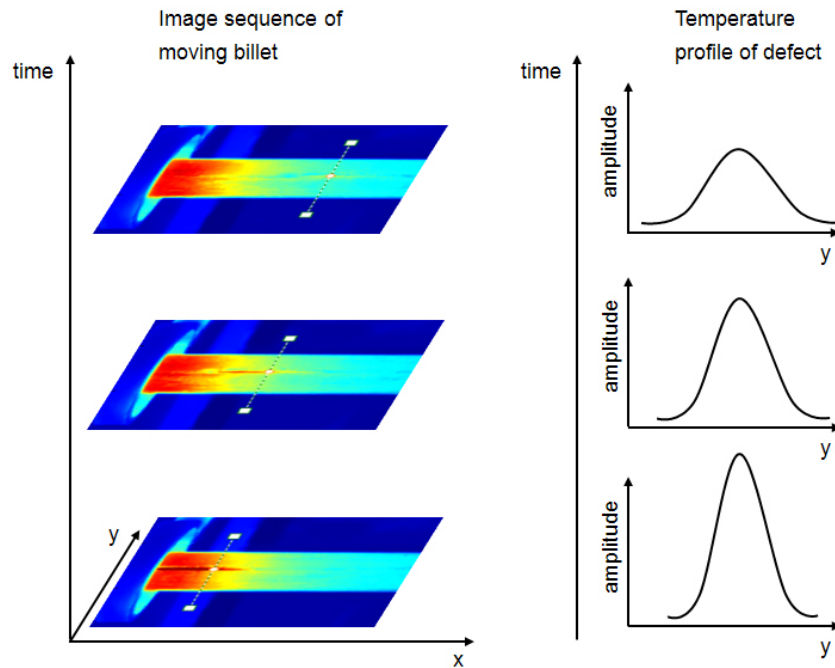 Image sequence of
moving billet
time
y
x
Temperature
profile of defect
time
amplitude
y
amplitude
y
amplitude
y